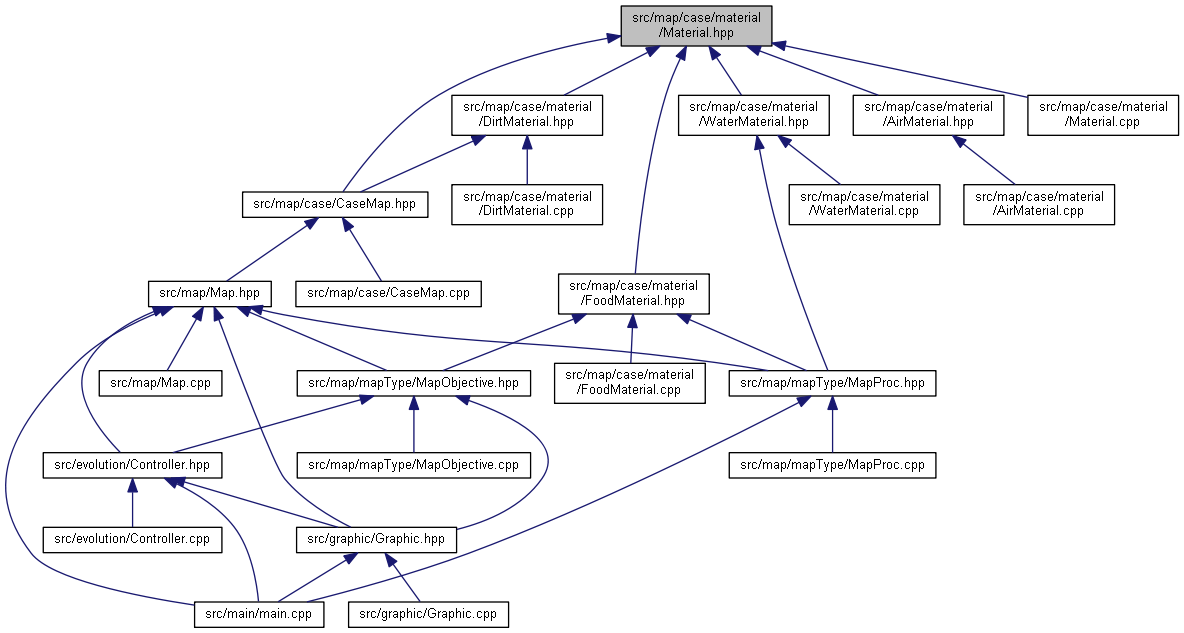 src/map/case/material
/Material.hpp
src/map/case/material
/DirtMaterial.hpp
src/map/case/material
/WaterMaterial.hpp
src/map/case/material
/AirMaterial.hpp
src/map/case/material
/Material.cpp
src/map/case/CaseMap.hpp
src/map/case/material
/DirtMaterial.cpp
src/map/case/material
/WaterMaterial.cpp
src/map/case/material
/AirMaterial.cpp
src/map/Map.hpp
src/map/case/CaseMap.cpp
src/map/case/material
/FoodMaterial.hpp
src/map/Map.cpp
src/map/mapType/MapObjective.hpp
src/map/case/material
/FoodMaterial.cpp
src/map/mapType/MapProc.hpp
src/evolution/Controller.hpp
src/map/mapType/MapObjective.cpp
src/map/mapType/MapProc.cpp
src/evolution/Controller.cpp
src/graphic/Graphic.hpp
src/main/main.cpp
src/graphic/Graphic.cpp